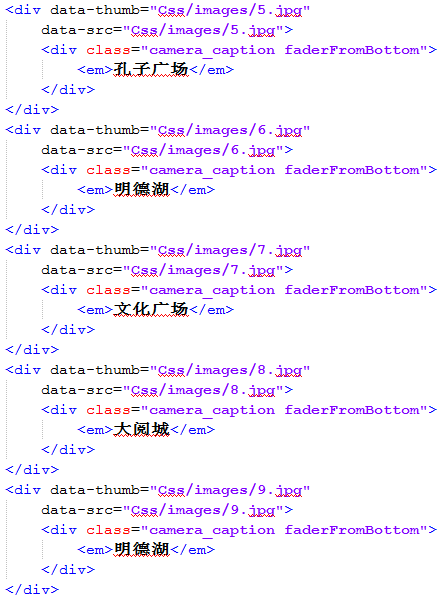 <div data-thumb="Css/images/5.jpg"
data-src="Css/images/5.jpg">
<div class="camera_caption faderFromBottom">
<em>孔子广场</em>
</div>
</div>
<div data-thumb="Css/images/6.jpg"
data-src="Css/images/6.jpg">
<div class="camera_caption faderFromBottom">
<em>明德湖</em>
</div>
</div>
<div data-thumb="Css/images/7.jpg"
data-src="Css/images/7.jpg">
<div class="camera_caption faderFromBottom">
<em>文化广场</em>
</div>
</div>
<div data-thumb="Css/images/8.jpg"
data-src="Css/images/8.jpg">
<div class="camera_caption faderFromBottom">
<em>大阅城</em>
</div>
</div>
<div data-thumb="Css/images/9.jpg"
data-src="Css/images/9.jpg">
<div class="camera_caption faderFromBottom">
<em>明德湖</em>
</div>
</div>